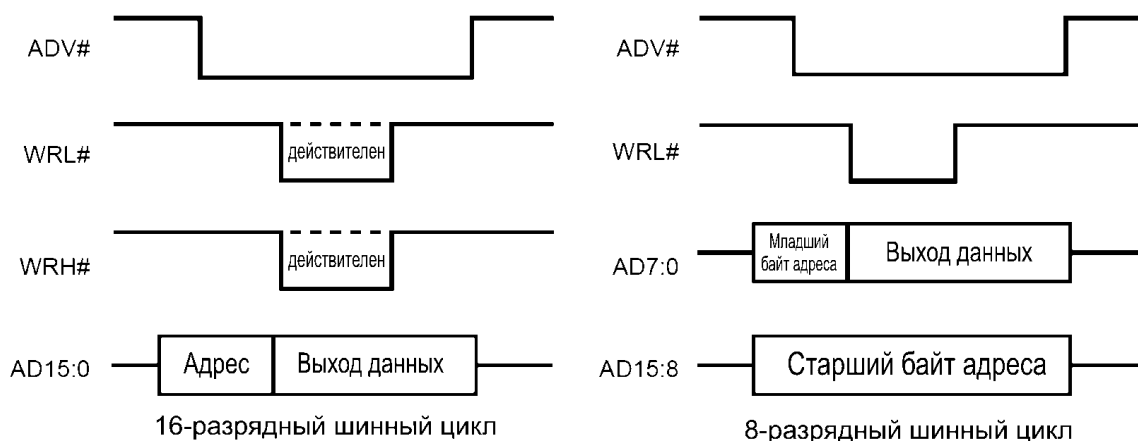 ADV#
WRL#
действителен
WRH#
действителен
AD15:0
Адрес
Выход данных
16-разрядный шинный цикл
ADV#
WRL#
AD7:0
Младший
байт адреса
Выход данных
AD15:8
Старший байт адреса
8-разрядный шинный цикл